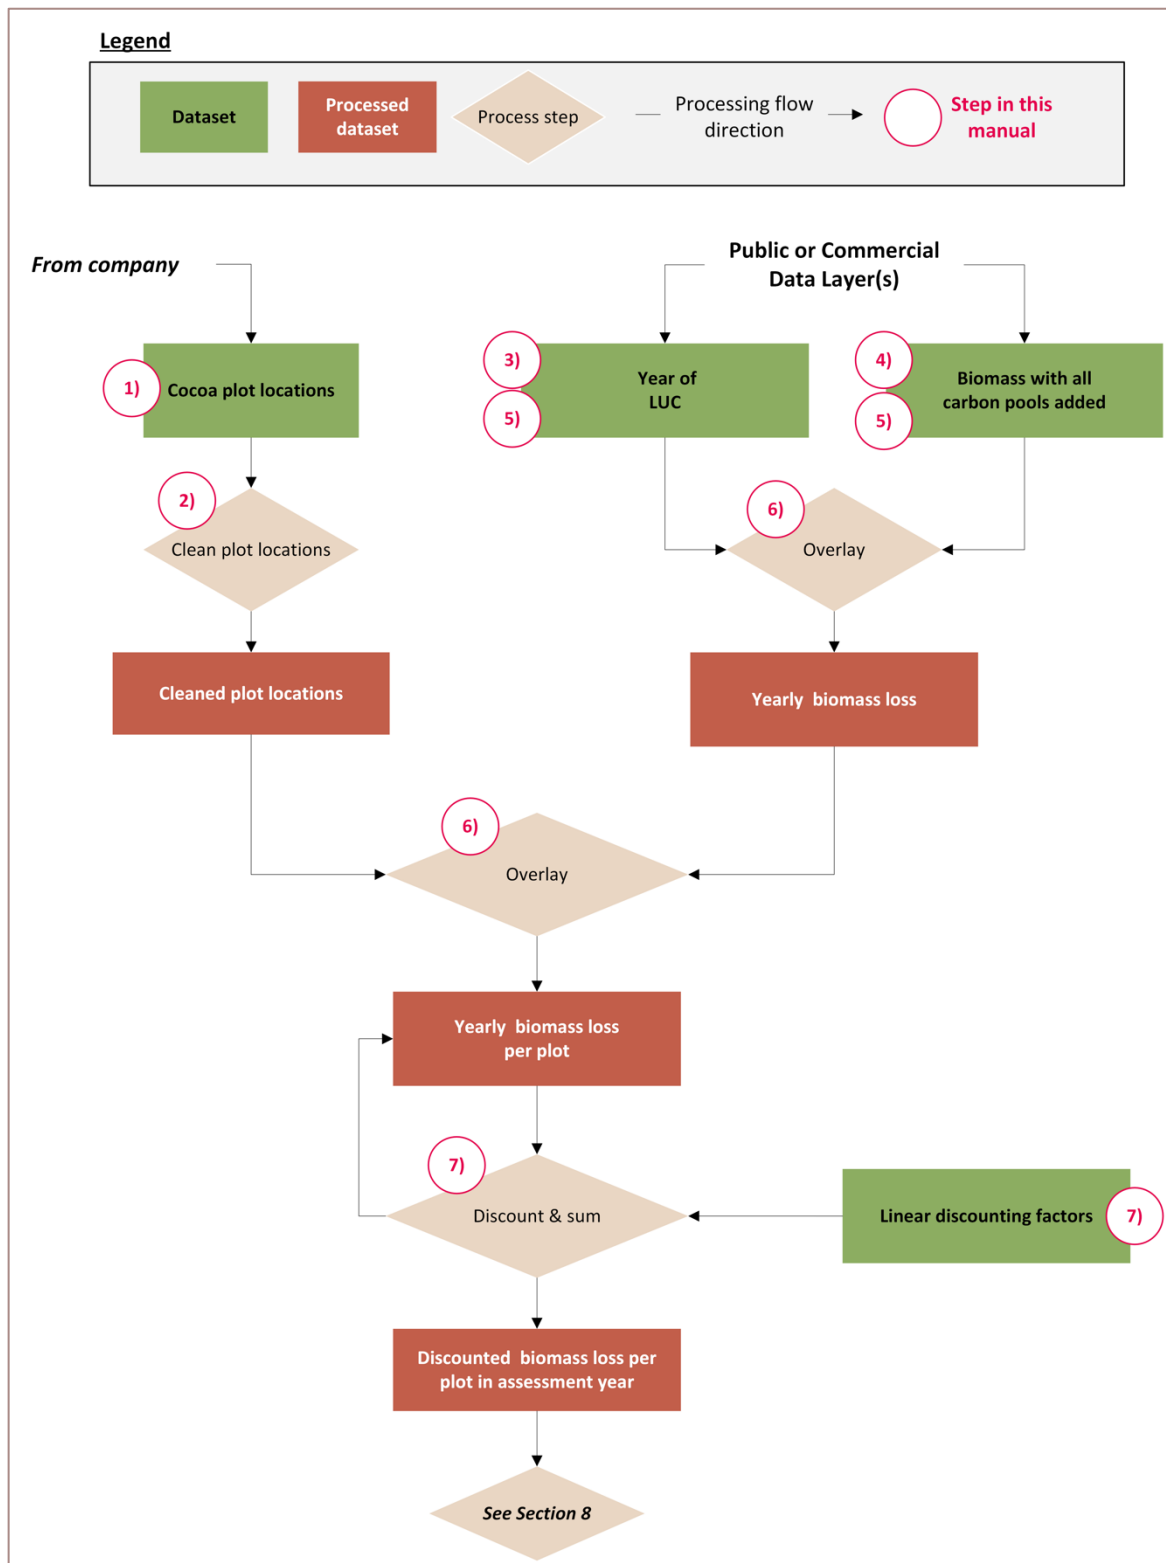 Legend
Dataset
Processed
dataset
Process step
Processing flow
direction
Step in this
manual
From company
Public or Commercial
Data Layer(s)
1)
Cocoa plot locations
3)
5)
Year of
LUC
4)
5)
Biomass with all
carbon pools added
2)
Clean plot locations
6)
Overlay
Cleaned plot locations
Yearly biomass loss
6)
Overlay
Yearly biomass loss
per plot
7)
Discount & sum
Linear discounting factors
7)
Discounted biomass loss per
plot in assessment year
See Section 8